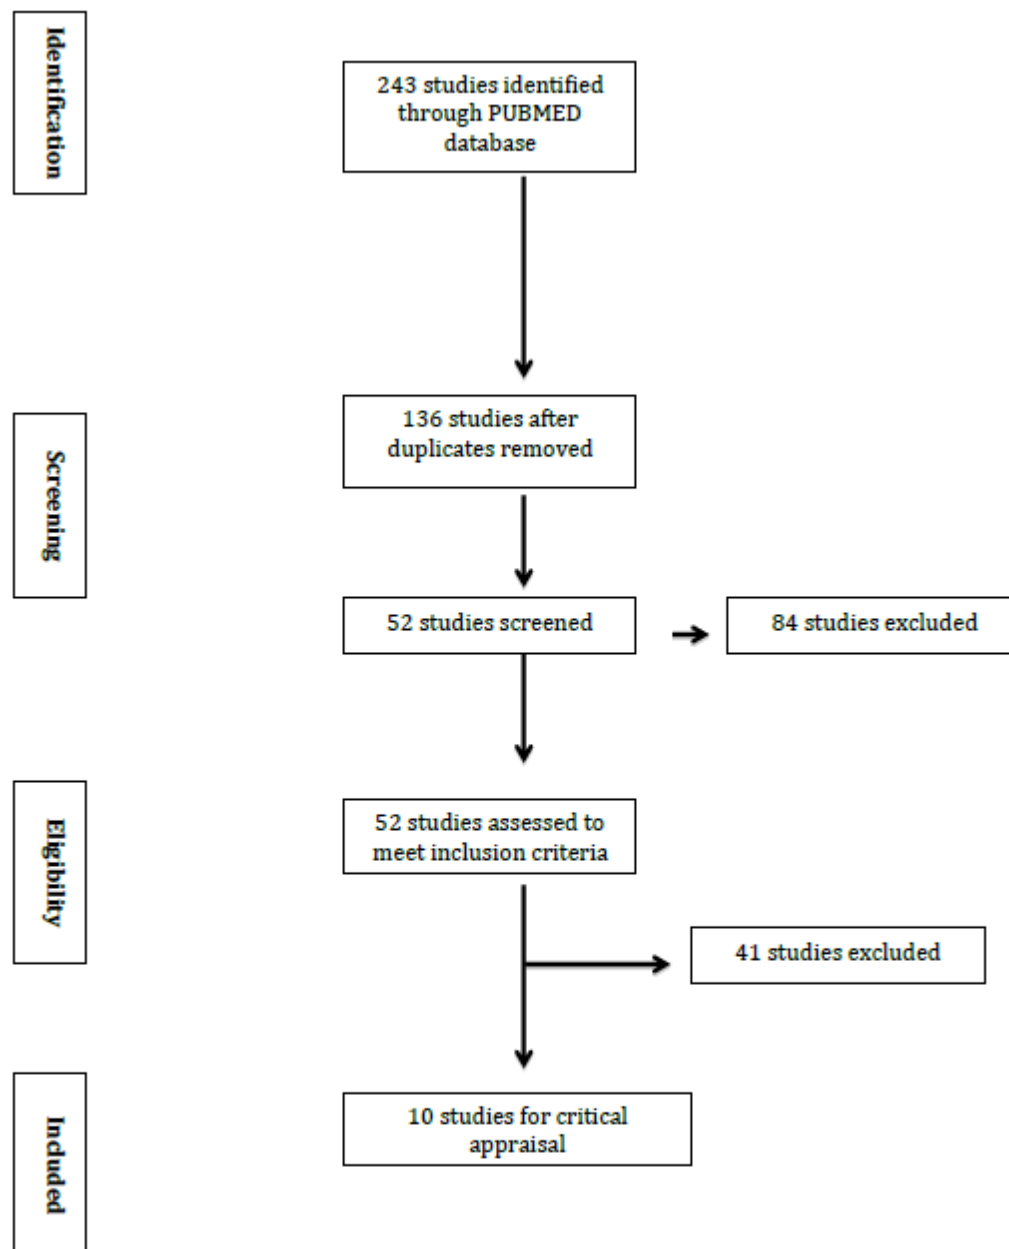 Identification
243 studies identified
through PUBMED
database
Screening
136 studies after
duplicates removed
52 studies screened
84 studies excluded
Eligibility
52 studies assessed to
meet inclusion criteria
41 studies excluded
Included
10 studies for critical
appraisal